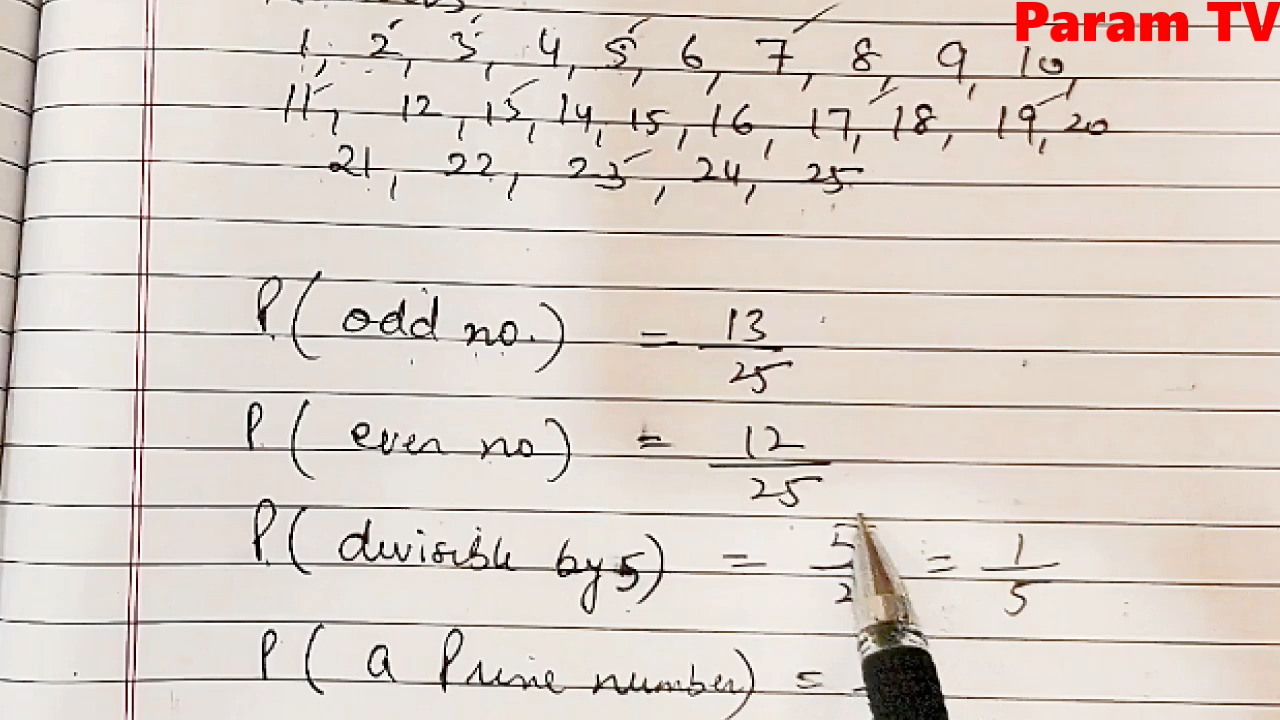 Param TV
1, 2, 3, 4, 5, 6, 7, 8, 9, 10,
11, 12, 13, 14, 15, 16, 17, 18, 19, 20
21, 22, 23, 24, 25
P( odd no.) = 13/25
P( even no) = 12/25
P( divisible by 5) = 5/2 = 1/5
P( a Prime number) =